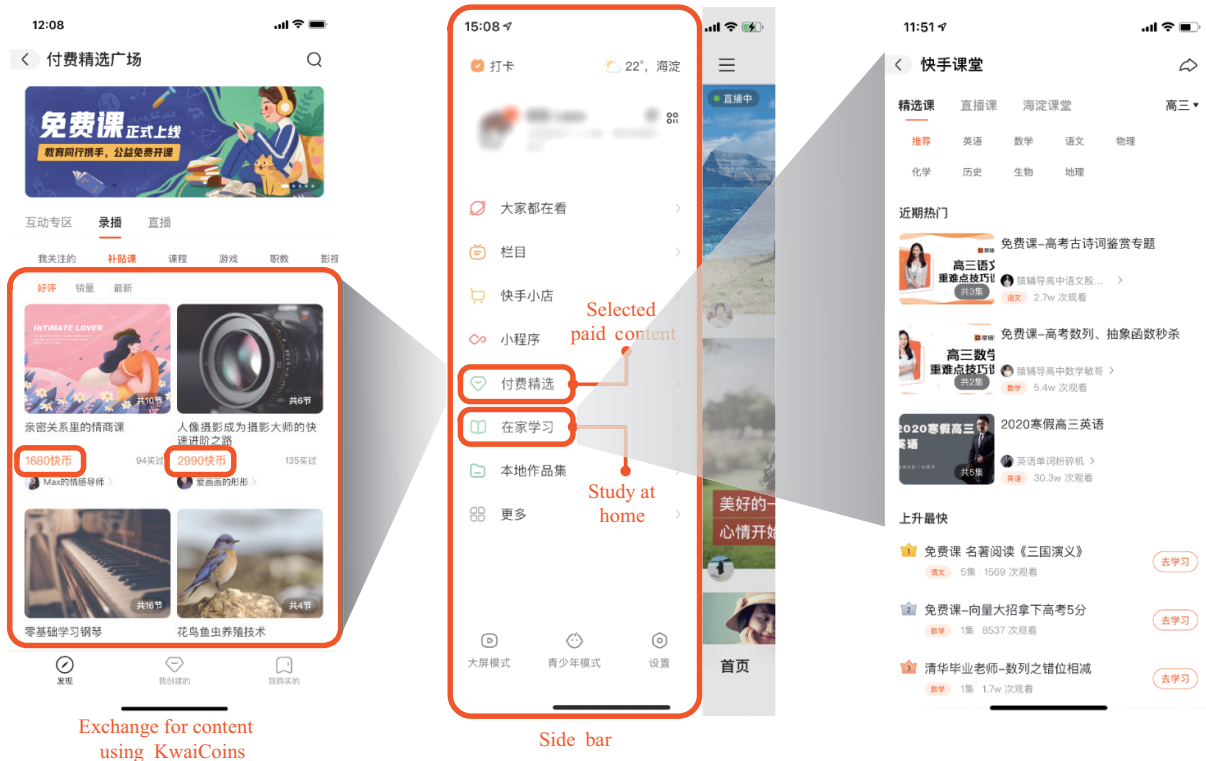 12:08
付费精选广场
免费课正式上线
教育同行携手，公益免费开课
互动专区 录播 直播
我关注的 补贴课 课程 游戏 职教 影视
好评 销量 最新
INTIMATE LOVER
共10节
共6节
亲密关系里的情商课
人像摄影成为摄影大师的快
速进阶之路
1680快币 94买过
2990快币 135买过
Max的情感导师
爱画画的彤彤
共16节
共4节
零基础学习钢琴
花鸟鱼虫养殖技术
发现 我创建的 我购买的
Exchange for content
using KwaiCoins
15:08
打卡 22°, 海淀
大家都在看
栏目
快手小店
小程序
付费精选
在家学习
本地作品集
更多
Selected
paid content
Study at
home
大屏模式 青少年模式 设置
Side bar
直播中
美好的一
心情开始
首页
11:51
快手课堂
精选课 直播课 海淀课堂 高三
推荐 英语 数学 语文 物理
化学 历史 生物 地理
近期热门
高三语文
重难点技巧讲
共3集
免费课-高考古诗词鉴赏专题
猿辅导高中语文殷...
语文 2.7w 次观看
高三数学
重难点技巧讲
共2集
免费课-高考数列、抽象函数秒杀
猿辅导高中数学敏哥
数学 5.4w 次观看
2020寒假高三
英语
共5集
2020寒假高三英语
英语单词粉碎机
英语 30.3w 次观看
上升最快
1 免费课 名著阅读《三国演义》
语文 5集 1569 次观看
去学习
2 免费课-向量大招拿下高考5分
数学 1集 8537 次观看
去学习
3 清华毕业老师-数列之错位相减
数学 1集 1.7w 次观看
去学习